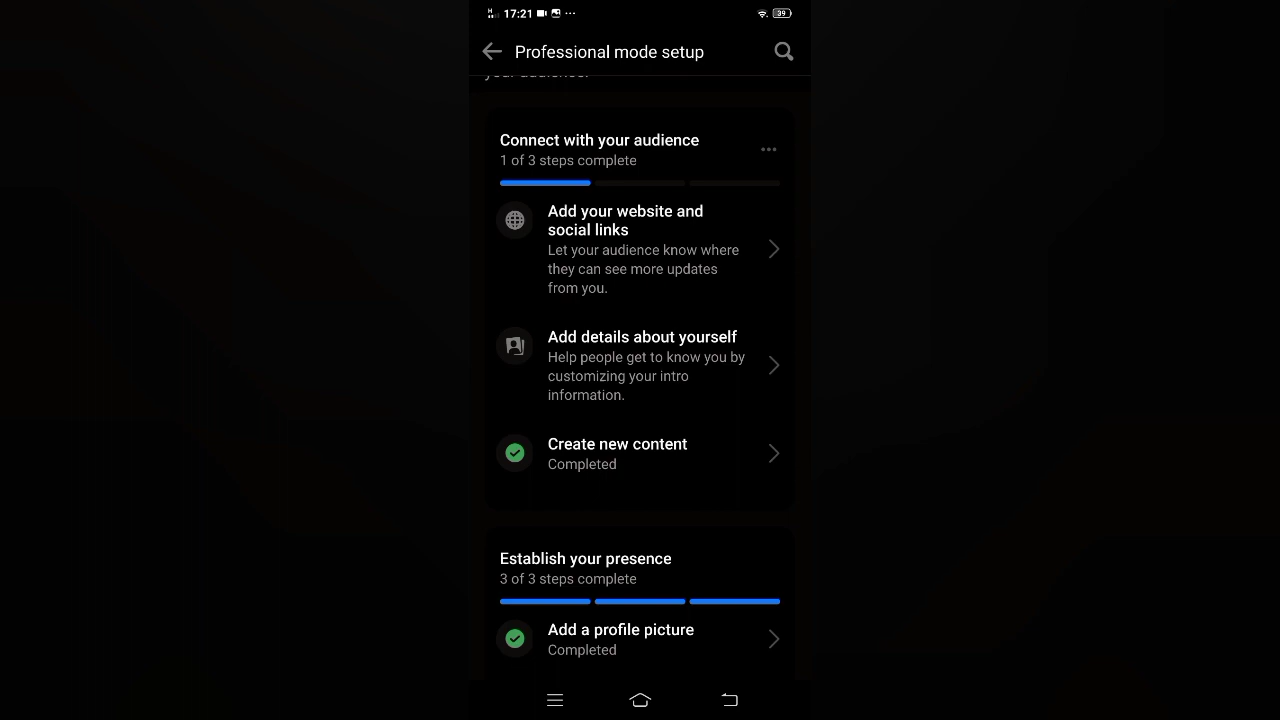 H 17:21 ··· 39
Professional mode setup
your audience.
Connect with your audience
1 of 3 steps complete
Add your website and
social links
Let your audience know where
they can see more updates
from you.
Add details about yourself
Help people get to know you by
customizing your intro
information.
Create new content
Completed
Establish your presence
3 of 3 steps complete
Add a profile picture
Completed